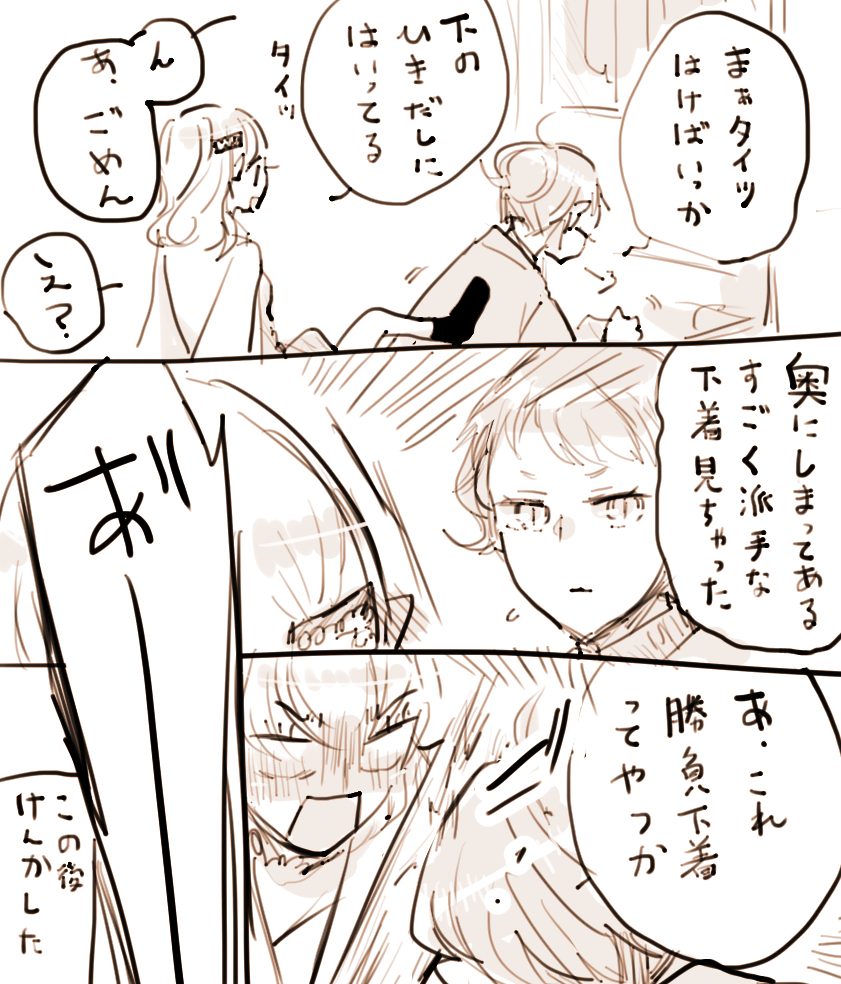 まぁタイツ
はけばいっか
下の
ひきだしに
はいってる
タイツ
ん
あ、ごめん
え?
奥にしまってある
すごく派手な
下着見ちゃった
あ"
あ、これ
勝負下着
ってやつか
この後
けんかした